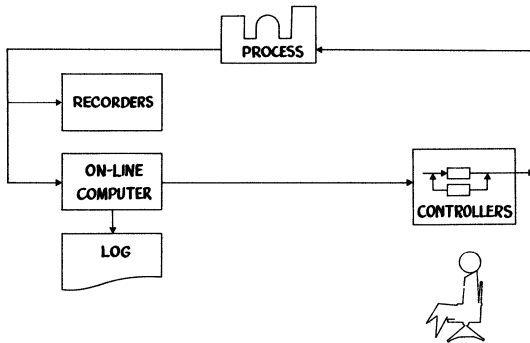 PROCESS
RECORDERS
ON-LINE
COMPUTER
CONTROLLERS
LOG